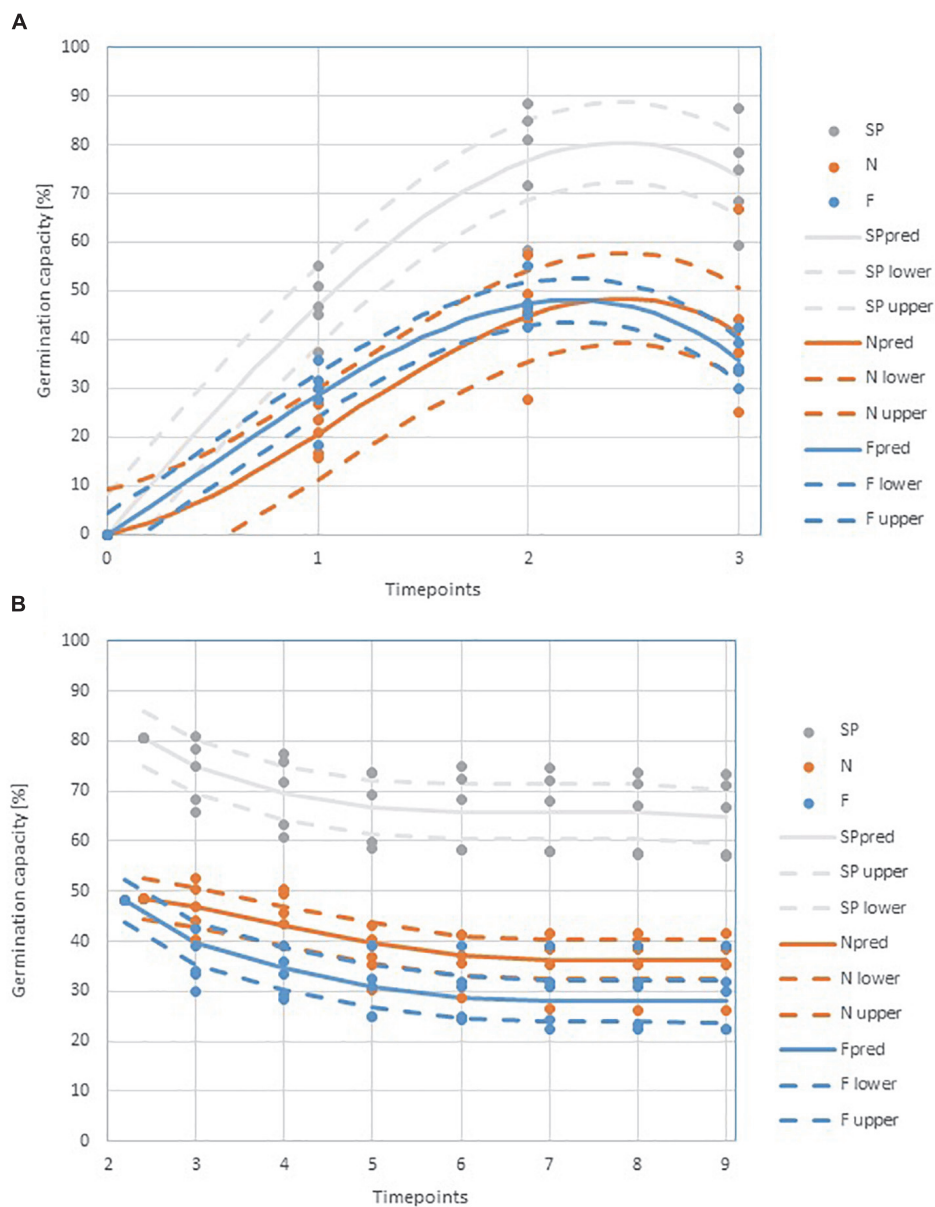 A
100
90
80
70
60
50
40
30
20
10
0
Germination capacity [%]
0 1 2 3
Timepoints
SP
N
F
SPpred
SP lower
SP upper
Npred
N lower
N upper
Fpred
F lower
F upper
B
100
90
80
70
60
50
40
30
20
10
0
Germination capacity [%]
2 3 4 5 6 7 8 9
Timepoints
SP
N
F
SPpred
SP upper
SP lower
Npred
N lower
N upper
Fpred
F lower
F upper